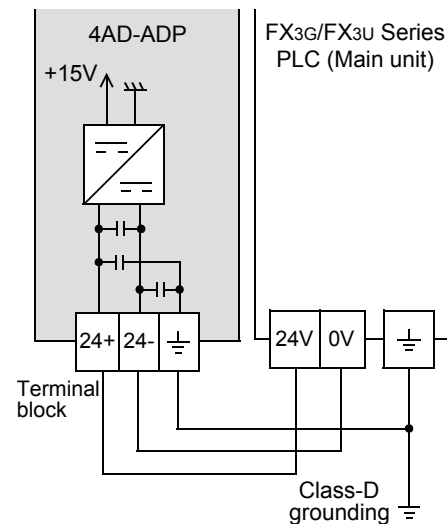 4AD-ADP
FX3G/FX3U Series
PLC (Main unit)
+15V
24+
24-
24V
0V
Terminal
block
Class-D
grounding